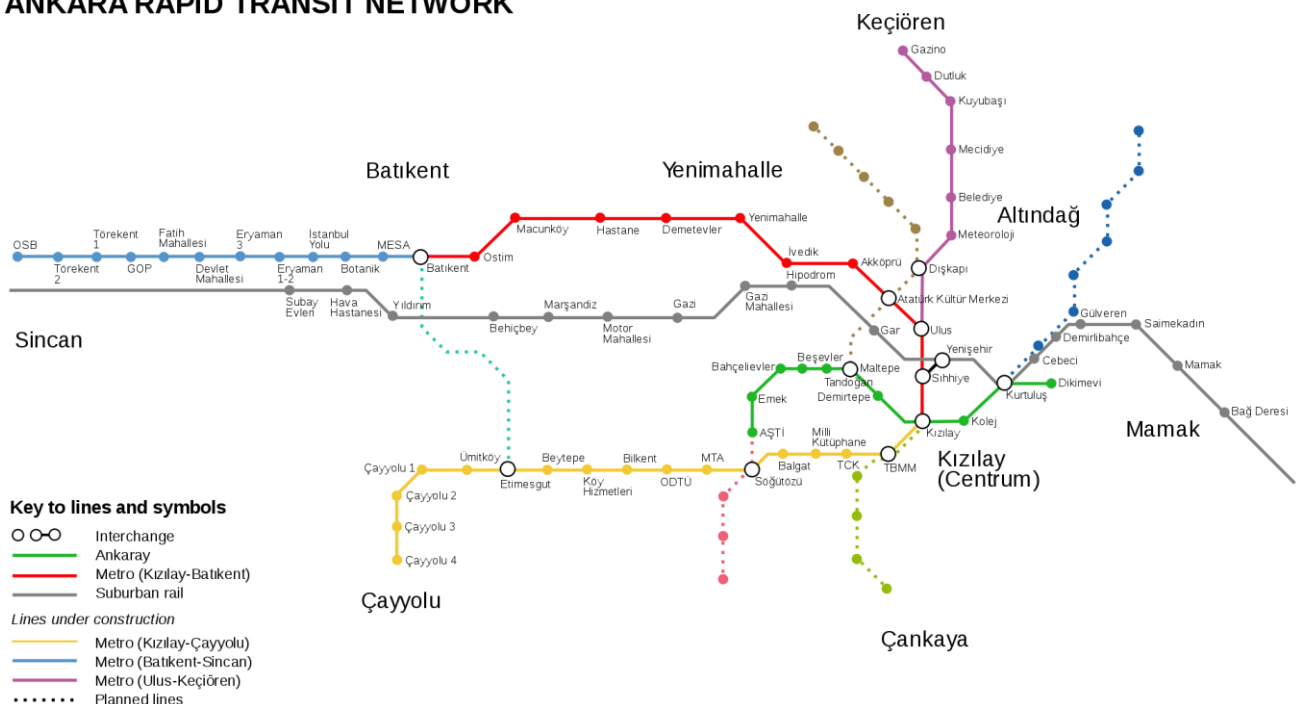 ANKARA RAPID TRANSIT NETWORK
Keçiören
Gazino
Dutluk
Kuyubaşı
Mecidiye
Belediye
Meteoroloji
Altındağ
Batıkent
Yenimahalle
Yenimahalle
Macunköy
Hastane
Demetevler
OSB
Törekent
2
Törekent
1
GOP
Fatih
Mahallesi
Devlet
Mahallesi
Eryaman
3
Eryaman
1-2
İstanbul
Yolu
Botanik
MESA
Batıkent
Ostim
İvedik
Akköprü
Dışkapı
Atatürk Kültür Merkezi
Ulus
Sincan
Subay
Evleri
Hava
Hastanesi
Yıldırım
Behiçbey
Marşandiz
Motor
Mahallesi
Gazi
Gazi
Mahallesi
Hipodrom
Gar
Yenişehir
Sıhhiye
Kurtuluş
Cebeci
Demirlibahçe
Gülveren
Saimekadın
Mamak
Bağ Deresi
Mamak
Bahçelievler
Beşevler
Maltepe
Tandoğan
Demirtepe
Emek
AŞTİ
Kızılay
Kolej
Dikimevi
Kızılay
(Centrum)
Çayyolu 1
Çayyolu 2
Çayyolu 3
Çayyolu 4
Ümitköy
Etimesgut
Beytepe
Köy
Hizmetleri
Bilkent
ODTÜ
MTA
Söğütözü
Balgat
Milli
Kütüphane
TCK
TBMM
Çayyolu
Çankaya
Key to lines and symbols
Interchange
Ankaray
Metro (Kızılay-Batıkent)
Suburban rail
Lines under construction
Metro (Kızılay-Çayyolu)
Metro (Batıkent-Sincan)
Metro (Ulus-Keçiören)
Planned lines